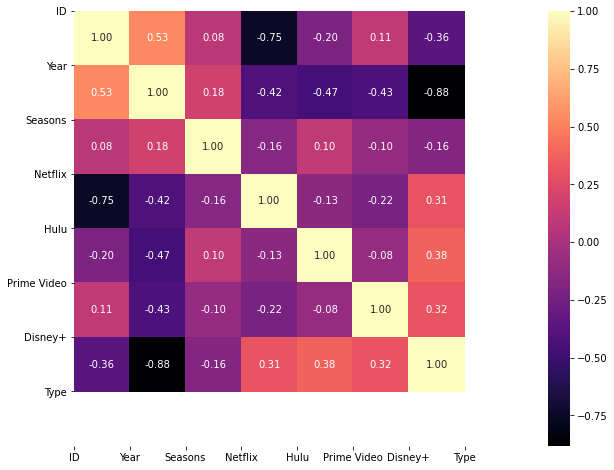 ID
1.00 0.53 0.08 -0.75 -0.20 0.11 -0.36
Year
0.53 1.00 0.18 -0.42 -0.47 -0.43 -0.88
Seasons
0.08 0.18 1.00 -0.16 0.10 -0.10 -0.16
Netflix
-0.75 -0.42 -0.16 1.00 -0.13 -0.22 0.31
Hulu
-0.20 -0.47 0.10 -0.13 1.00 -0.08 0.38
Prime Video
0.11 -0.43 -0.10 -0.22 -0.08 1.00 0.32
Disney+
-0.36 -0.88 -0.16 0.31 0.38 0.32 1.00
Type
ID Year Seasons Netflix Hulu Prime Video Disney+ Type
1.00
0.75
0.50
0.25
0.00
−0.25
−0.50
−0.75